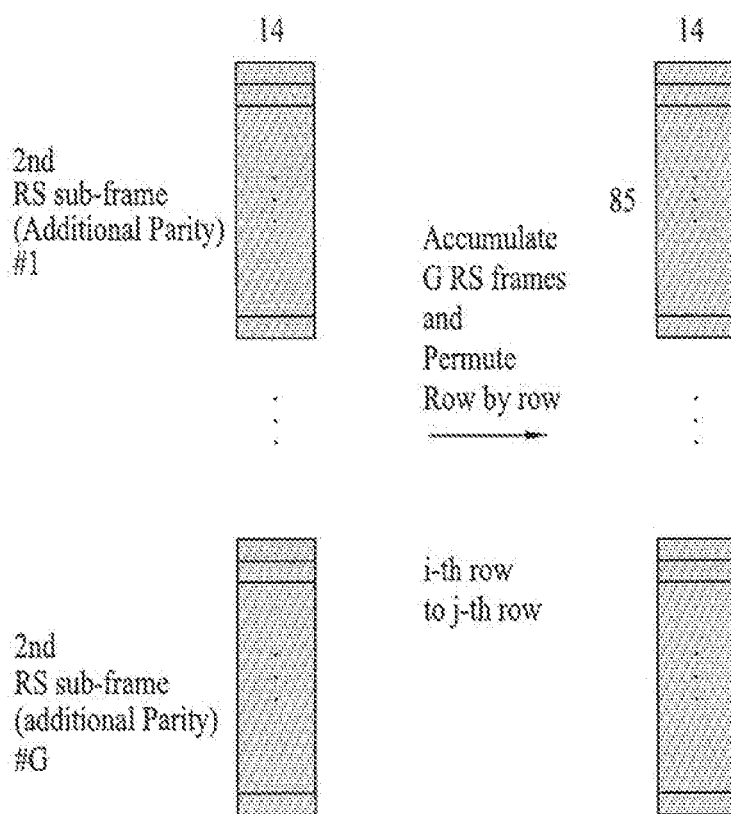 14
14
2nd
RS sub-frame
(Additional Parity)
#1
85
Accumulate
G RS frames
and
Permute
Row by row
i-th row
to j-th row
2nd
RS sub-frame
(additional Parity)
#G